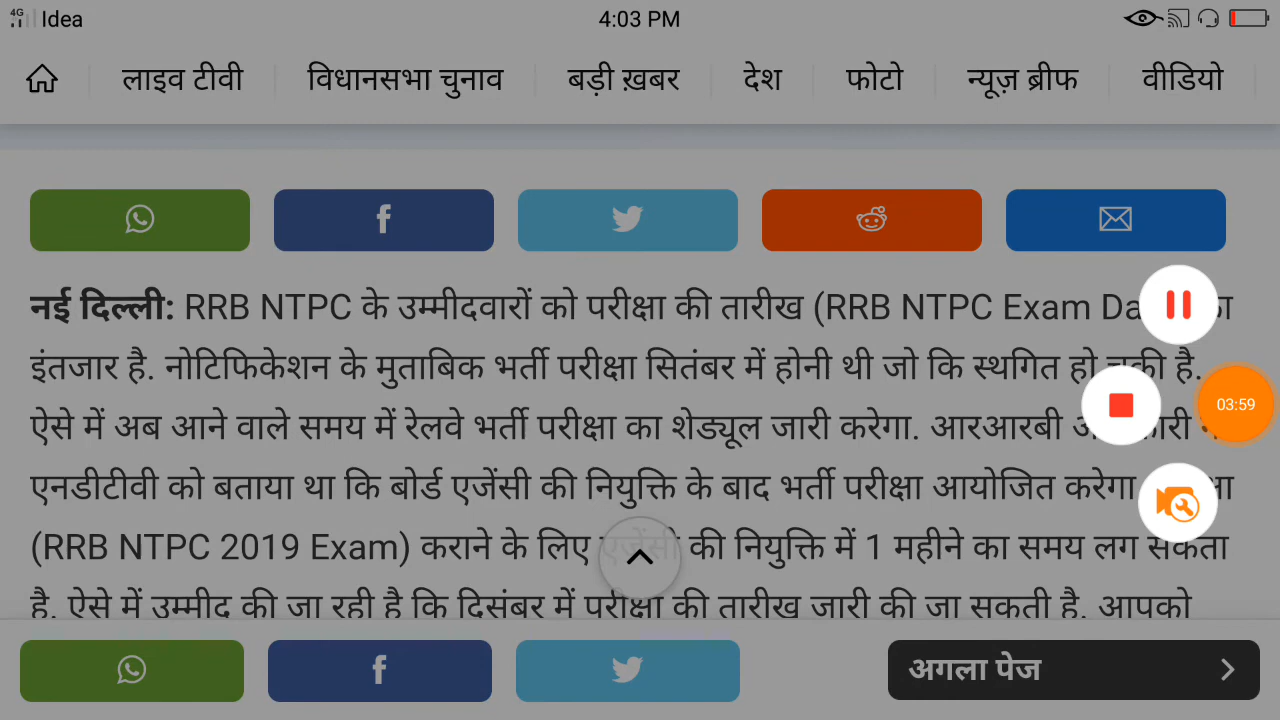 4G Idea 4:03 PM
लाइव टीवी विधानसभा चुनाव बड़ी ख़बर देश फोटो न्यूज़ ब्रीफ वीडियो
नई दिल्ली: RRB NTPC के उम्मीदवारों को परीक्षा की तारीख (RRB NTPC Exam
इंतजार है. नोटिफिकेशन के मुताबिक भर्ती परीक्षा सितंबर में होनी थी जो कि स्थगित हो चुकी है.
ऐसे में अब आने वाले समय में रेलवे भर्ती परीक्षा का शेड्यूल जारी करेगा. आरआरबी
03:59
एनडीटीवी को बताया था कि बोर्ड एजेंसी की नियुक्ति के बाद भर्ती परीक्षा आयोजित करेगा
(RRB NTPC 2019 Exam) कराने के लिए एजेंसी की नियुक्ति में 1 महीने का समय लग सकता
है. ऐसे में उम्मीद की जा रही है कि दिसंबर में परीक्षा की तारीख जारी की जा सकती है. आपको
अगला पेज